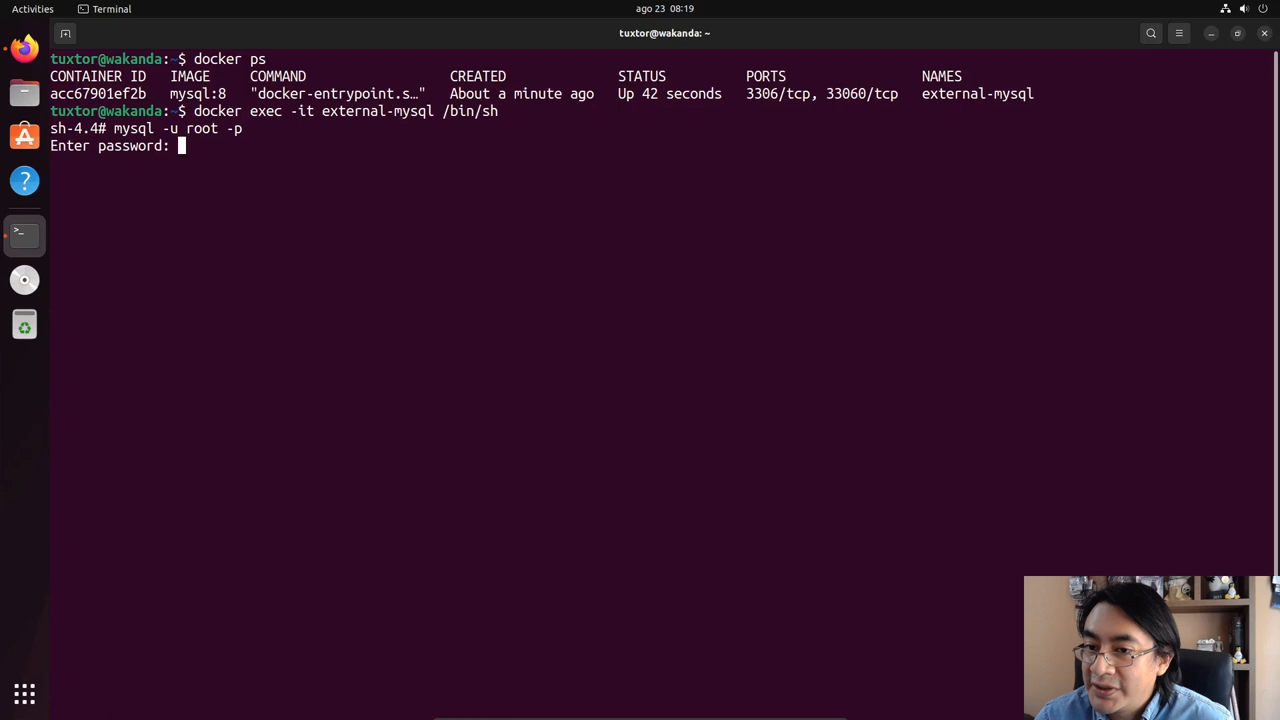 Activities
Terminal
ago 23 08:19
tuxtor@wakanda: ~
tuxtor@wakanda:~$ docker ps
CONTAINER ID IMAGE COMMAND CREATED STATUS PORTS NAMES
acc67901ef2b mysql:8 "docker-entrypoint.s…" About a minute ago Up 42 seconds 3306/tcp, 33060/tcp external-mysql
tuxtor@wakanda:~$ docker exec -it external-mysql /bin/sh
sh-4.4# mysql -u root -p
Enter password: